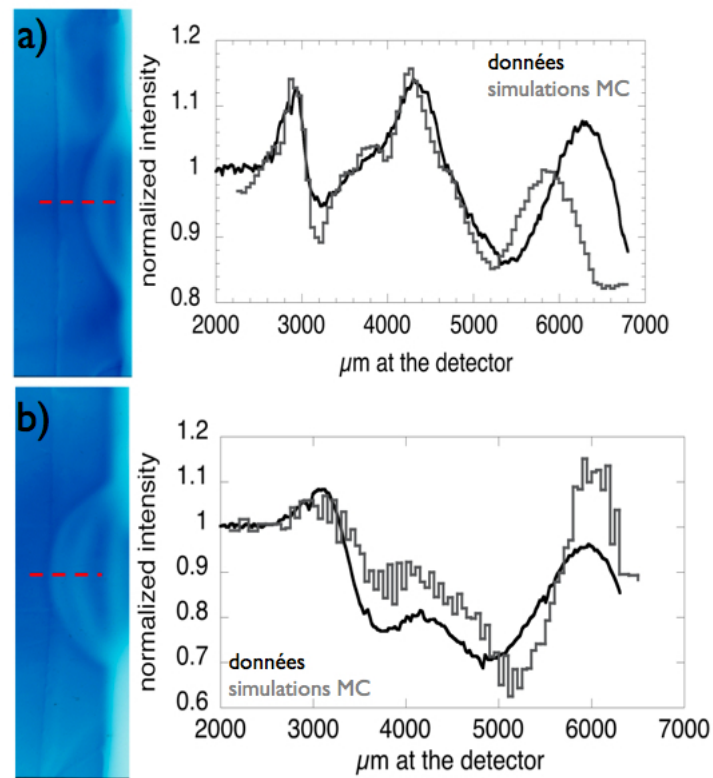 a)
1.2
1.1
1
0.9
0.8
normalized intensity
données
simulations MC
2000 3000 4000 5000 6000 7000
µm at the detector
b)
1.2
1.1
1
0.9
0.8
0.7
0.6
normalized intensity
données
simulations MC
2000 3000 4000 5000 6000 7000
µm at the detector